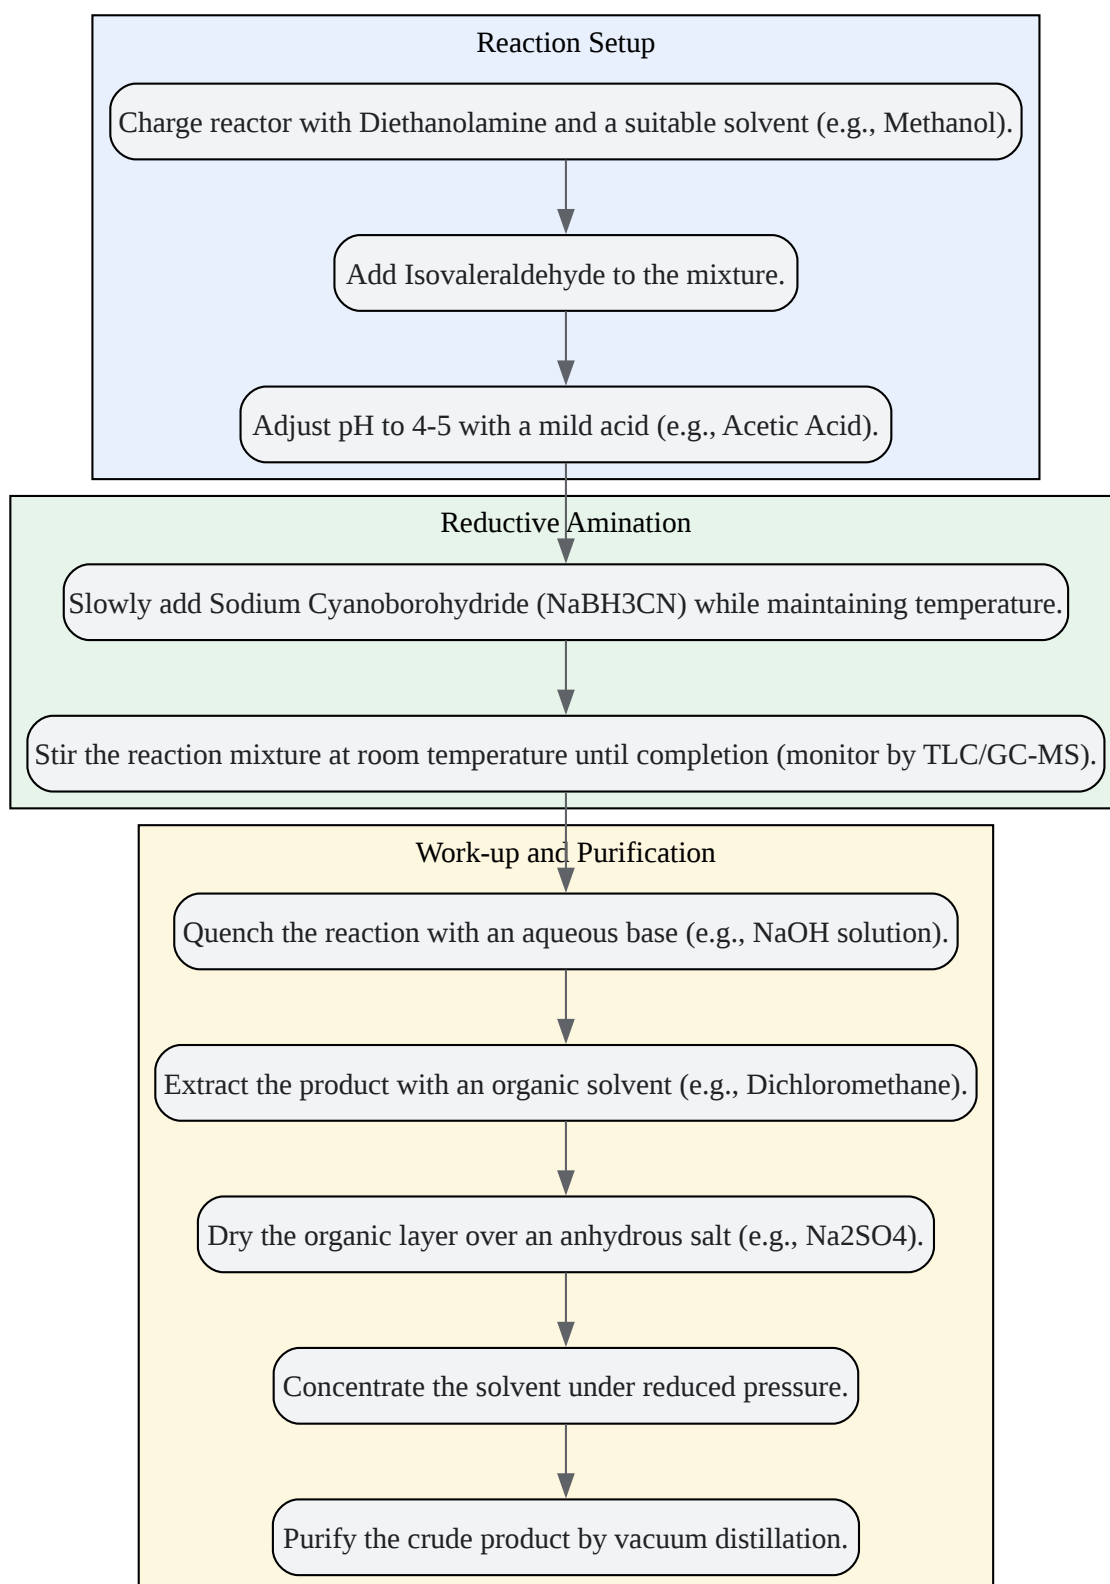 Reaction Setup
Charge reactor with Diethanolamine and a suitable solvent (e.g., Methanol).
Add Isovaleraldehyde to the mixture.
Adjust pH to 4-5 with a mild acid (e.g., Acetic Acid).
Reductive Amination
Slowly add Sodium Cyanoborohydride (NaBH3CN) while maintaining temperature.
Stir the reaction mixture at room temperature until completion (monitor by TLC/GC-MS).
Work-up and Purification
Quench the reaction with an aqueous base (e.g., NaOH solution).
Extract the product with an organic solvent (e.g., Dichloromethane).
Dry the organic layer over an anhydrous salt (e.g., Na2SO4).
Concentrate the solvent under reduced pressure.
Purify the crude product by vacuum distillation.